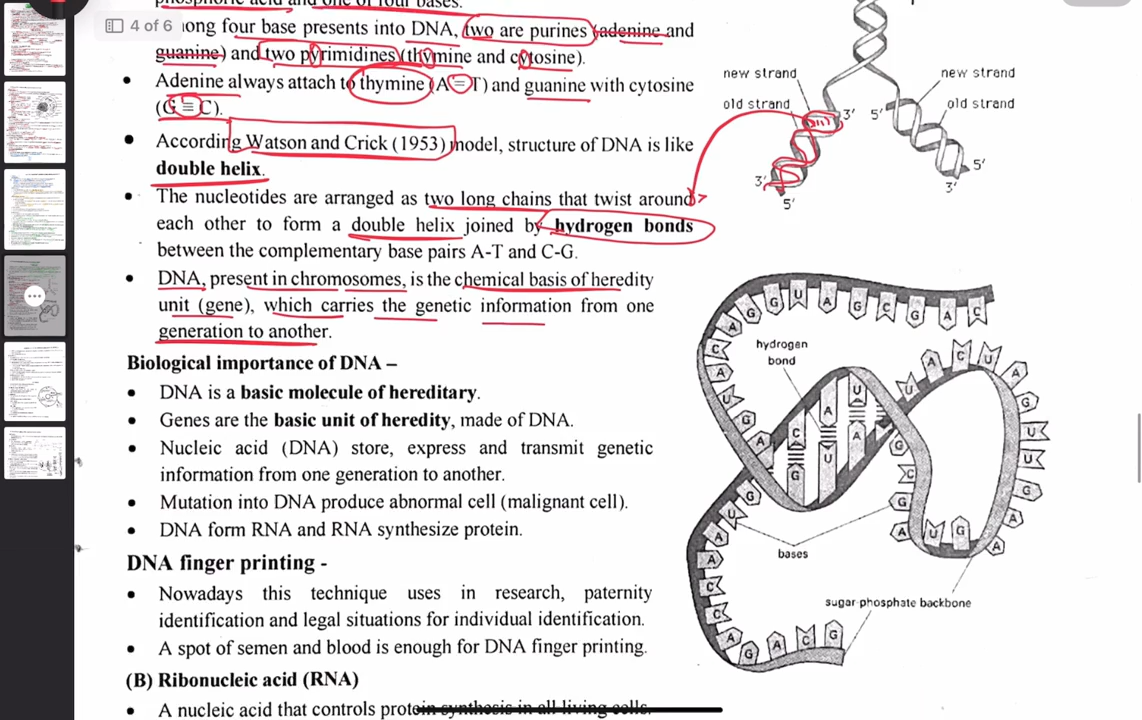 4 of 6
phosphoric acid and one of four bases.
ong four base presents into DNA, two are purines (adenine and
guanine) and two pyrimidines (thymine and cytosine).
• Adenine always attach to thymine (A = T) and guanine with cytosine
(G ≡ C).
• According Watson and Crick (1953) model, structure of DNA is like
double helix.
• The nucleotides are arranged as two long chains that twist around
each other to form a double helix joined by hydrogen bonds
between the complementary base pairs A-T and C-G.
• DNA, present in chromosomes, is the chemical basis of heredity
unit (gene), which carries the genetic information from one
generation to another.
Biological importance of DNA –
• DNA is a basic molecule of hereditary.
• Genes are the basic unit of heredity, made of DNA.
• Nucleic acid (DNA) store, express and transmit genetic
information from one generation to another.
• Mutation into DNA produce abnormal cell (malignant cell).
• DNA form RNA and RNA synthesize protein.
DNA finger printing -
• Nowadays this technique uses in research, paternity
identification and legal situations for individual identification.
• A spot of semen and blood is enough for DNA finger printing.
(B) Ribonucleic acid (RNA)
• A nucleic acid that controls protein synthesis in all living cells.
new strand
new strand
old strand
3′
5′
old strand
3′
5′
5′
3′
hydrogen
bond
bases
sugar-phosphate backbone